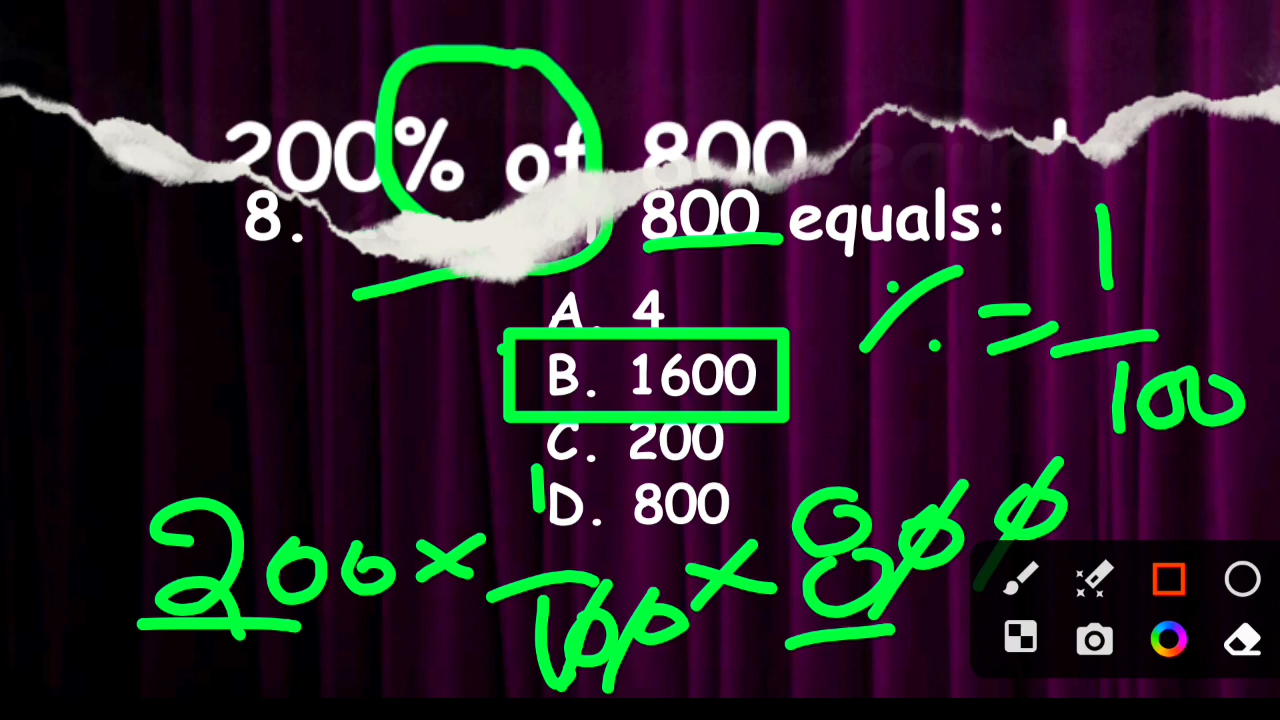 200% of 800
8. 800 equals:
A. 4
B. 1600
C. 200
D. 800
% = 1/100
200 × 1/100 × 800